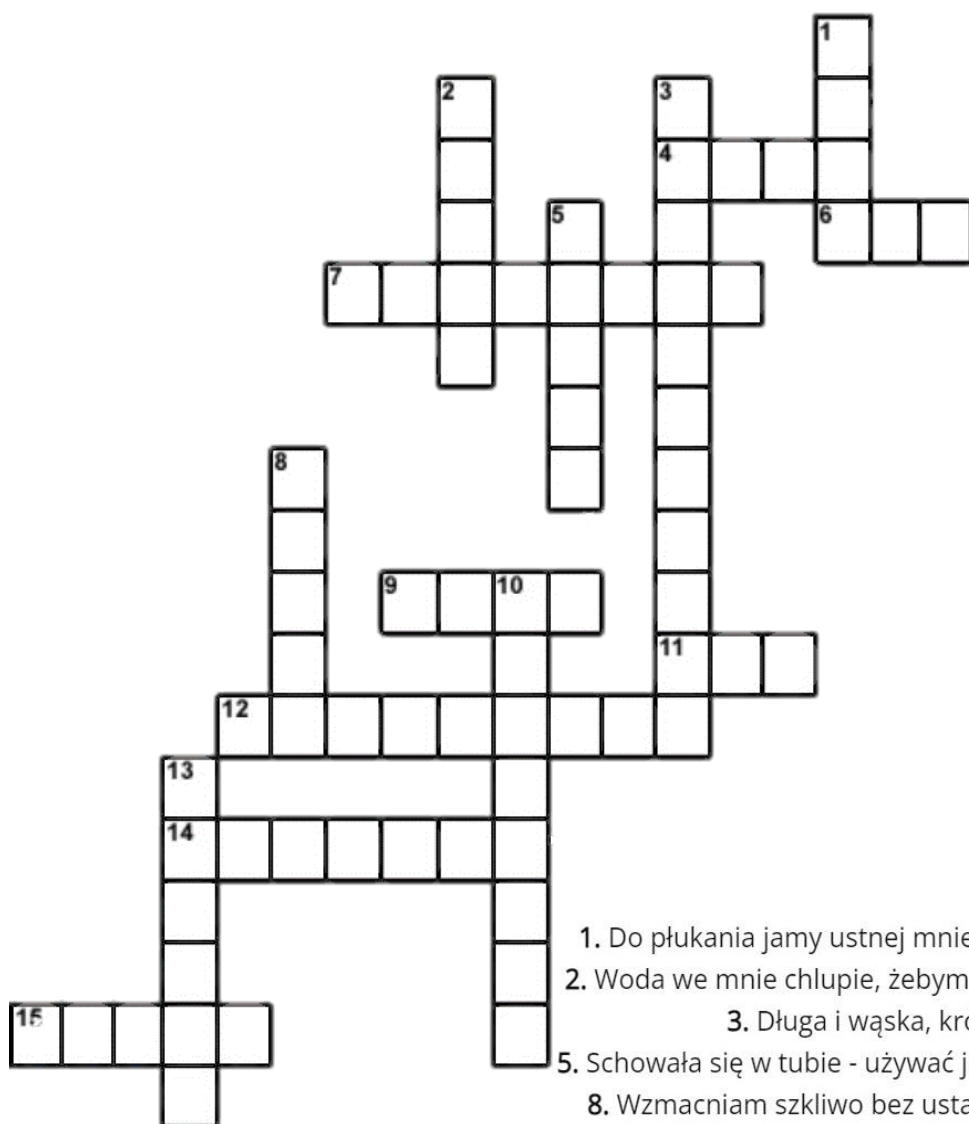 1
2 3
4
5 6
7
8
9 10
11
12
13
14
15
1. Do płukania jamy ustnej mnie
2. Woda we mnie chlupie, żebym
3. Długa i wąska,
5. Schowała się w tubie - używać
8. Wzmacniam szkliwo bez